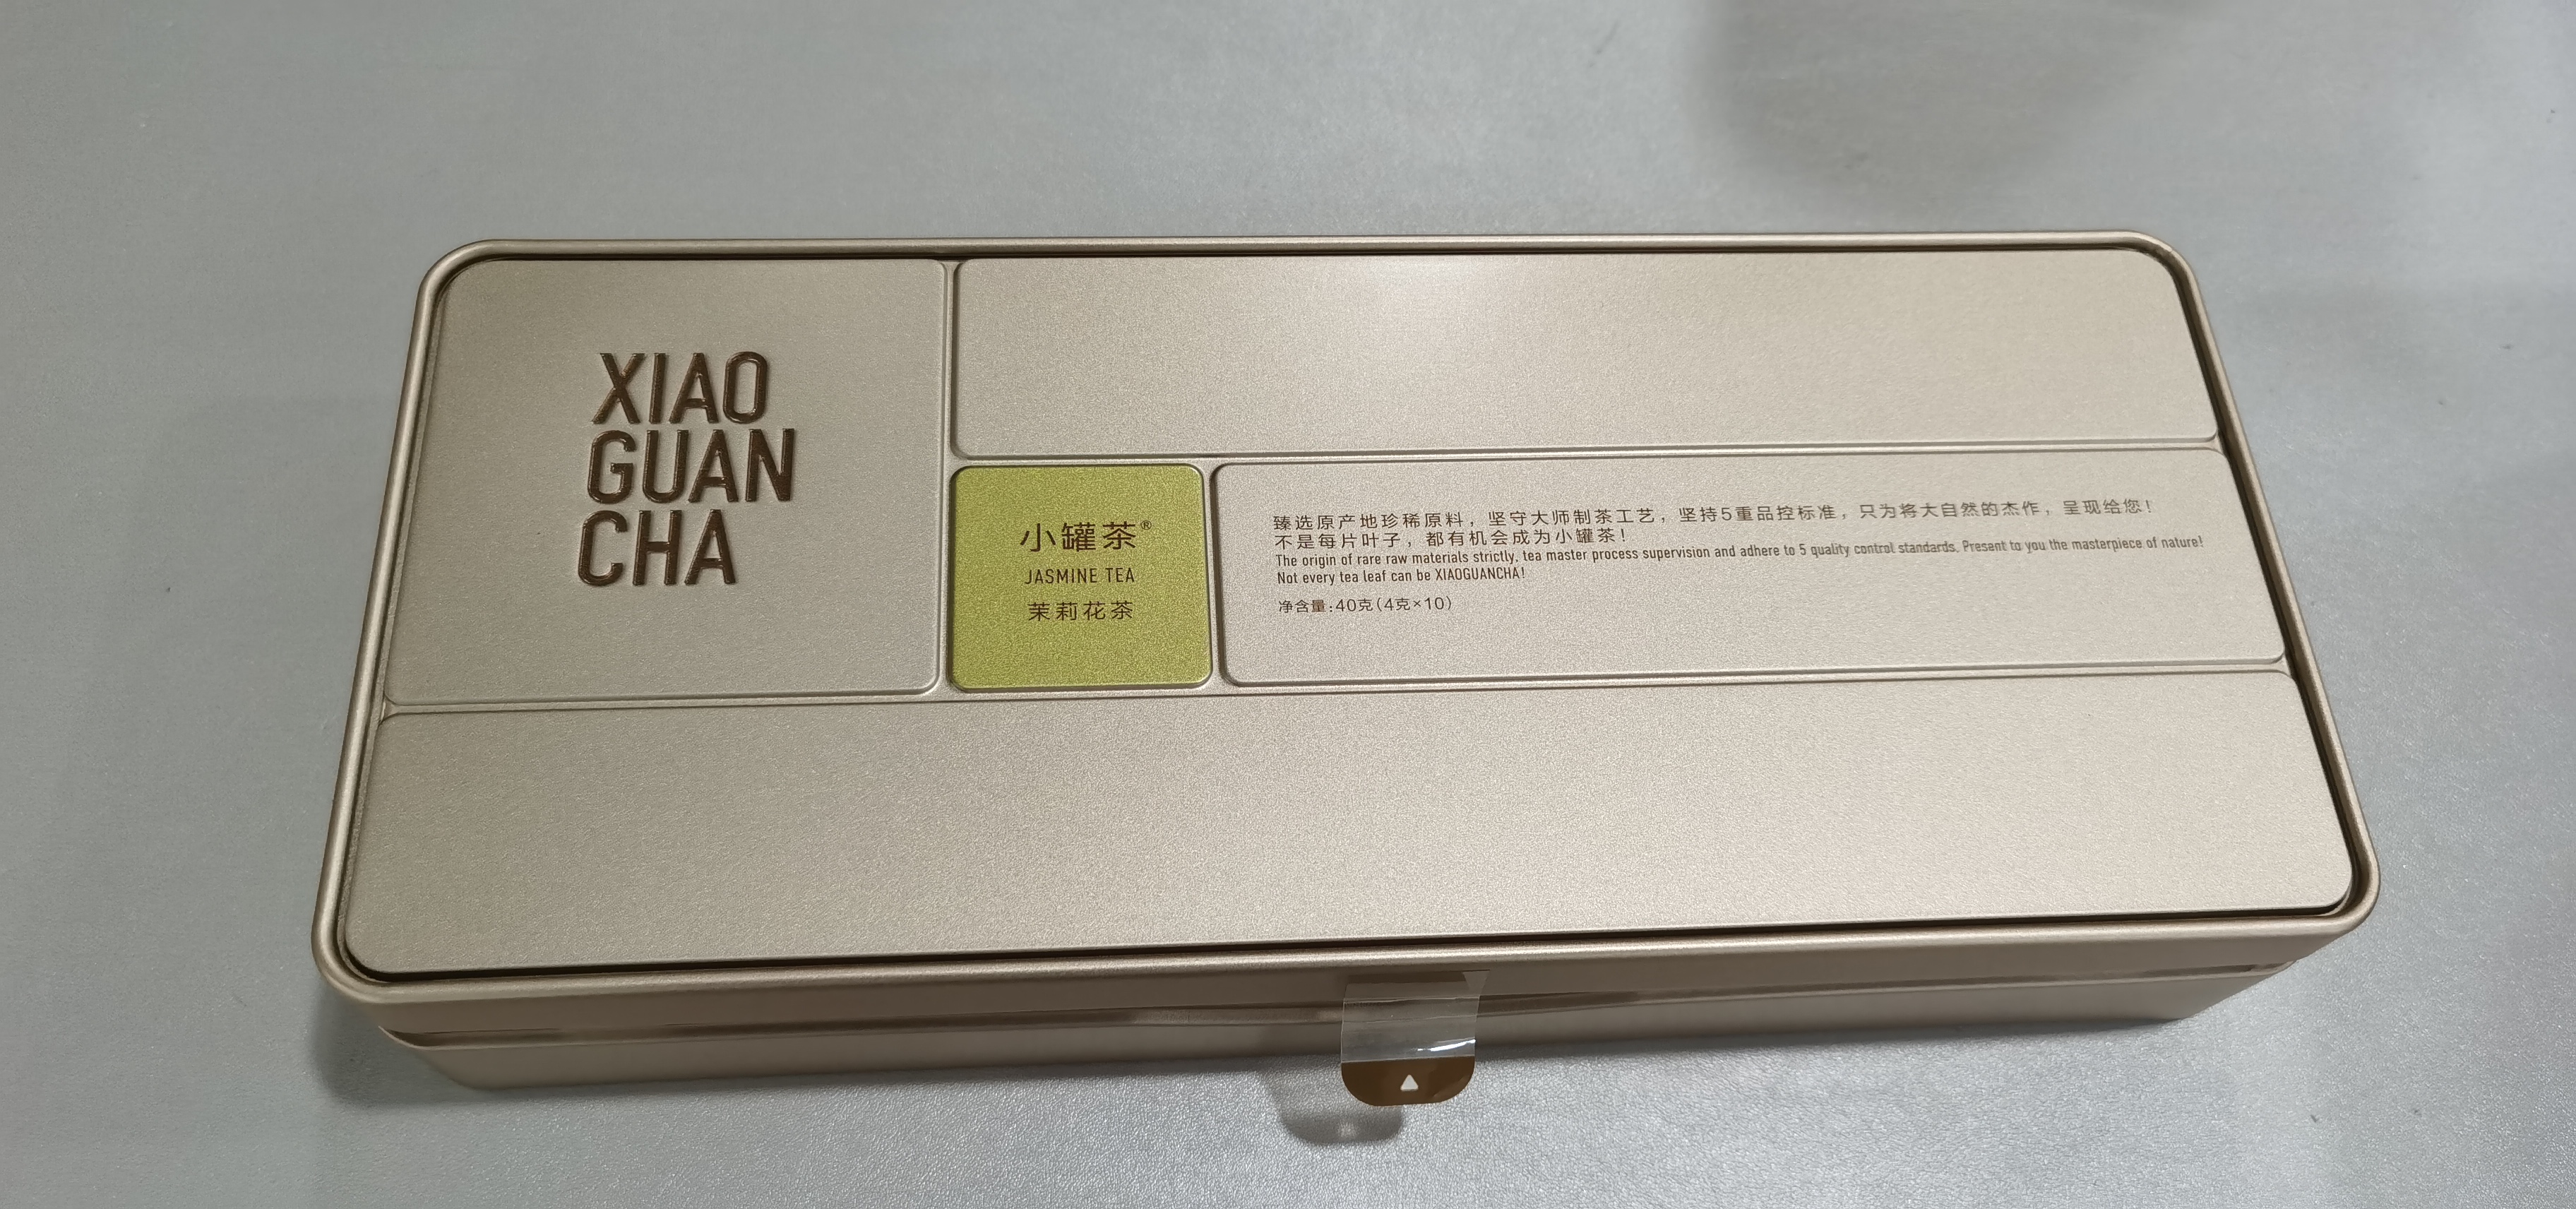 XIAO
GUAN
CHA
小罐茶®
JASMINE TEA
茉莉花茶
臻选原产地珍稀原料，坚守大师制茶工艺，坚持5重品控标准，只为将大自然的杰作，呈现给您！
不是每片叶子，都有机会成为小罐茶！
The origin of rare raw materials strictly, tea master process supervision and adhere to 5 quality control standards. Present to you the masterpiece of nature!
Not every tea leaf can be XIAOGUANCHA!
净含量:40克(4克×10)